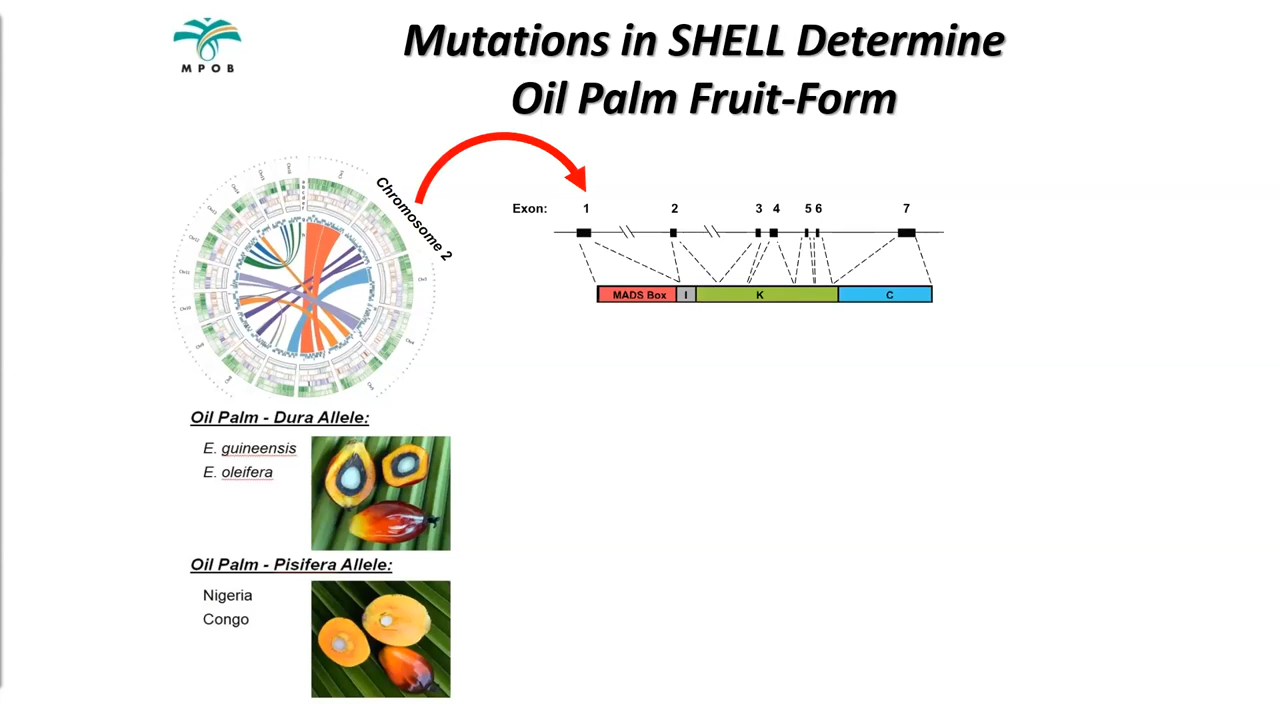 MPOB
Mutations in SHELL Determine
Oil Palm Fruit-Form
Chromosome 2
Exon: 1 2 3 4 5 6 7
MADS Box I K C
Oil Palm - Dura Allele:
E. guineensis
E. oleifera
Oil Palm - Pisifera Allele:
Nigeria
Congo